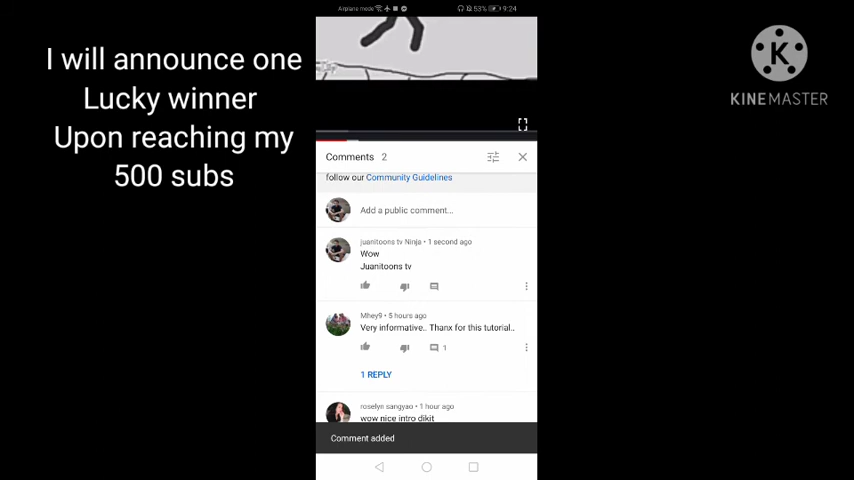 I will announce one
Lucky winner
Upon reaching my
500 subs
KINEMASTER
Airplane mode 53% 9:24
Comments 2
follow our Community Guidelines
Add a public comment...
juanitoons tv Ninja • 1 second ago
Wow
Juanitoons tv
Mhey9 • 5 hours ago
Very informative.. Thanx for this tutorial..
1
1 REPLY
roselyn sangyao • 1 hour ago
wow nice intro dikit
Comment added